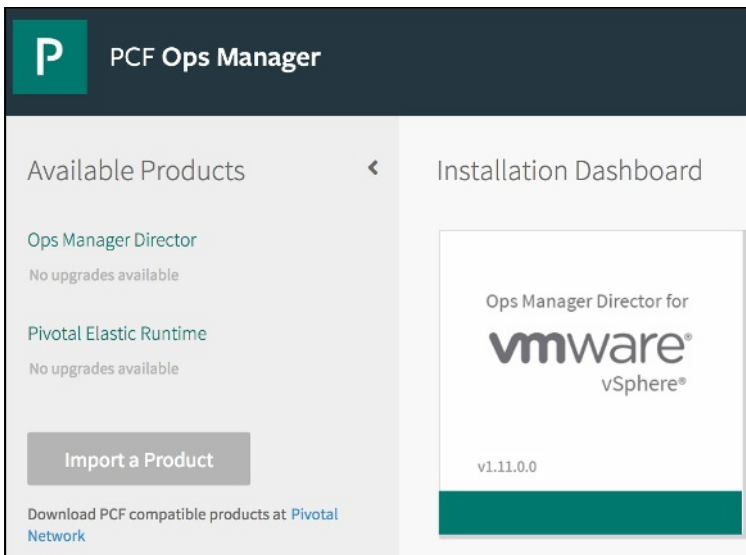 P
PCF Ops Manager
Available Products
Installation Dashboard
Ops Manager Director
No upgrades available
Pivotal Elastic Runtime
No upgrades available
Import a Product
Download PCF compatible products at Pivotal
Network
Ops Manager Director for
vmware®
vSphere®
v1.11.0.0